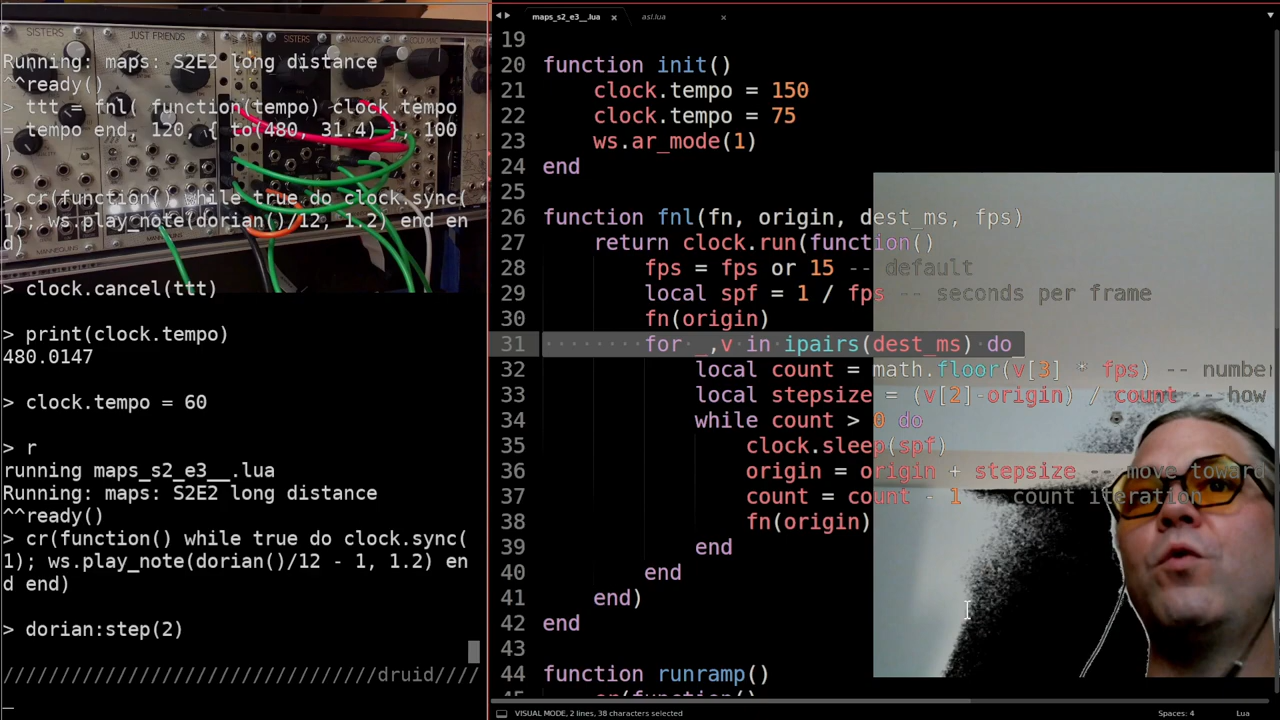 SISTERS
JUST FRIENDS
SISTERS
MANGROVE
COLD MAC
Running: maps: S2E2 long distance
^^ready()
> ttt = fnl( function(tempo) clock.tempo
= tempo end, 120, { to(480, 31.4) }, 100
)
> cr(function() while true do clock.sync(
1); ws.play_note(dorian()/12, 1.2) end en
d)
MANNEQUINS
> clock.cancel(ttt)
> print(clock.tempo)
480.0147
> clock.tempo = 60
> r
running maps_s2_e3__.lua
Running: maps: S2E2 long distance
^^ready()
> cr(function() while true do clock.sync(
1); ws.play_note(dorian()/12 - 1, 1.2) en
d end)
> dorian:step(2)
/////////////////////////////////druid////
maps_s2_e3__.lua ×
asl.lua ×
19
20 function init()
21 clock.tempo = 150
22 clock.tempo = 75
23 ws.ar_mode(1)
24 end
25
26 function fnl(fn, origin, dest_ms, fps)
27 return clock.run(function()
28 fps = fps or 15 -- default
29 local spf = 1 / fps -- seconds per frame
30 fn(origin)
31 for _,v in ipairs(dest_ms) do
32 local count = math.floor(v[3] * fps) -- number
33 local stepsize = (v[2]-origin) / count -- how
34 while count > 0 do
35 clock.sleep(spf)
36 origin = origin + stepsize -- move toward
37 count = count - 1 -- count iteration
38 fn(origin)
39 end
40 end
41 end)
42 end
43
44 function runramp()
VISUAL MODE, 2 lines, 38 characters selected
Spaces: 4
Lua